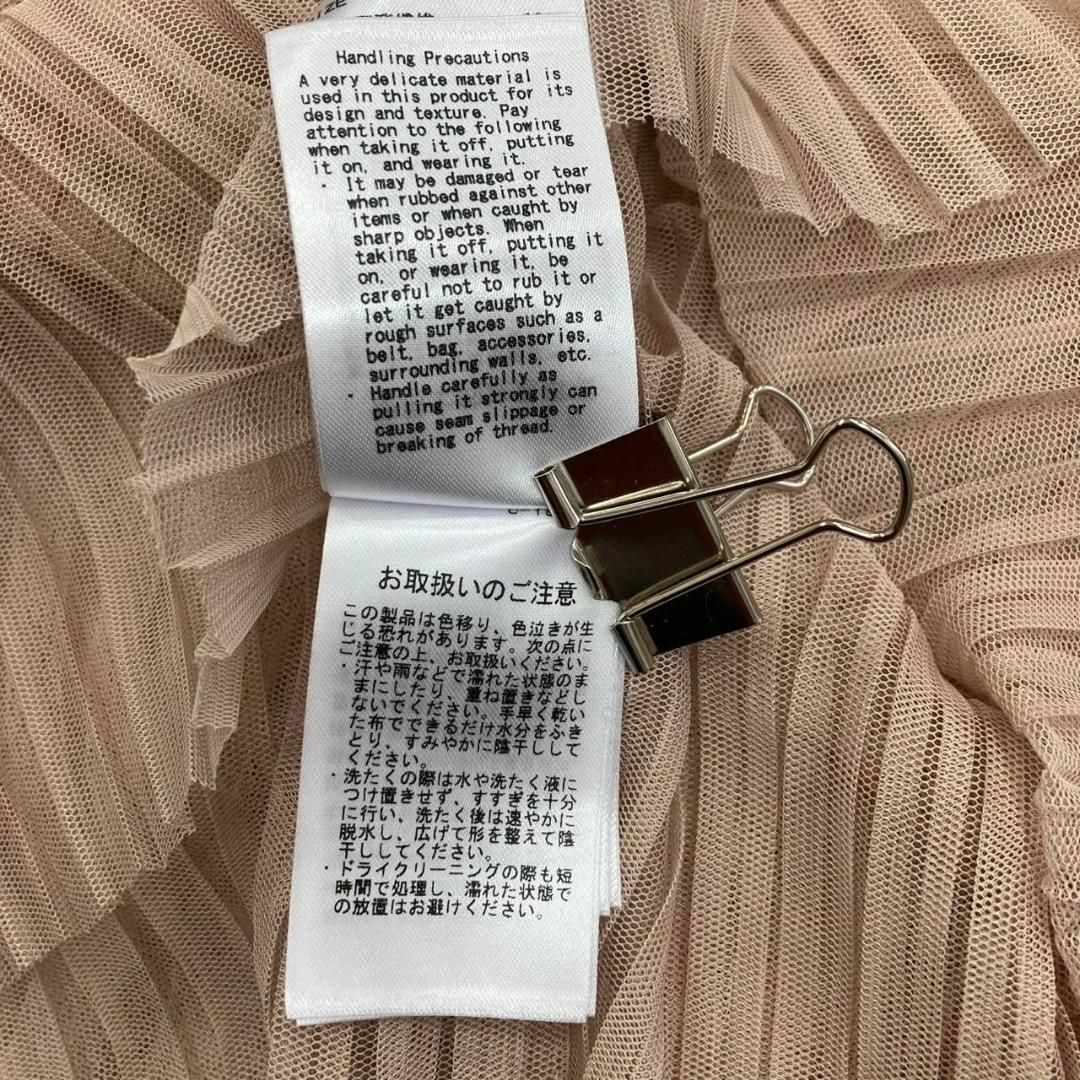 IZE
Handling Precautions
A very delicate material is
used in this product for its
design and texture. Pay
attention to the following
when taking it off, putting
it on, and wearing it.
・ It may be damaged or tear
when rubbed against other
items or when caught by
sharp objects. When
taking it off, putting it
on, or wearing it, be
careful not to rub it or
let it get caught by
rough surfaces such as a
belt, bag, accessories,
surrounding walls, etc.
・ Handle carefully as
pulling it strongly can
cause seam slippage or
breaking of thread.
お取扱いのご注意
この製品は色移り、色泣きが生
じる恐れがあります。次の点に
ご注意の上、お取扱いください。
・汗や雨などで濡れた状態のま
まにしたり、重ね置きなどし
ないでください。手早く乾い
た布でできるだけ水分をふき
とり、すみやかに陰干しして
ください。
・洗たくの際は水や洗たく液に
つけ置きせず、すすぎを十分
に行い、洗たく後は速やかに
脱水し、広げて形を整えて陰
干ししてください。
・ドライクリーニングの際も短
時間で処理し、濡れた状態で
の放置はお避けください。